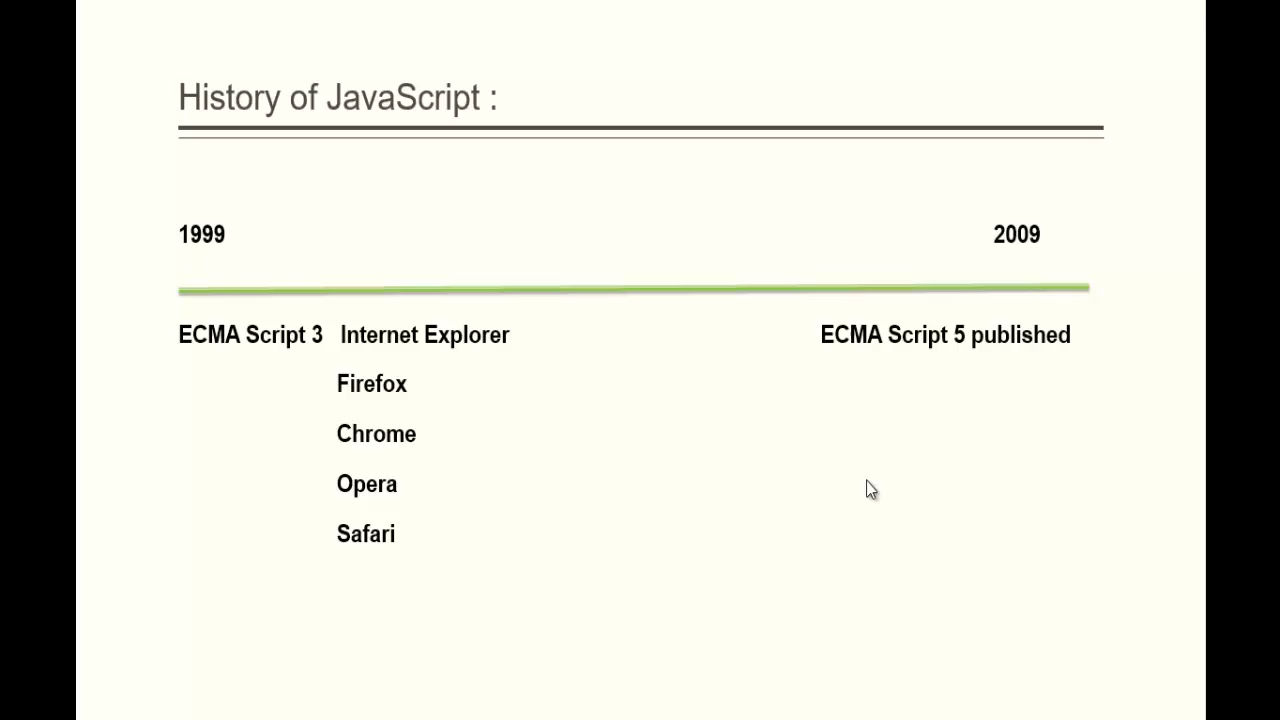 History of JavaScript :
1999 2009
ECMA Script 3 Internet Explorer ECMA Script 5 published
Firefox
Chrome
Opera
Safari